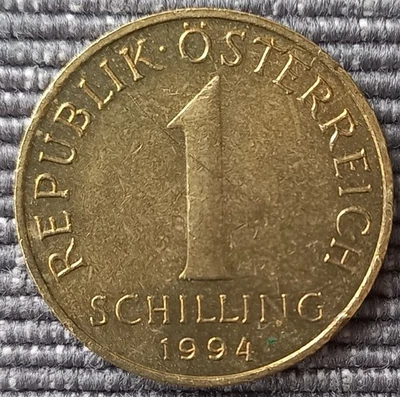 REPUBLIK · ÖSTERREICH
1
SCHILLING
1994